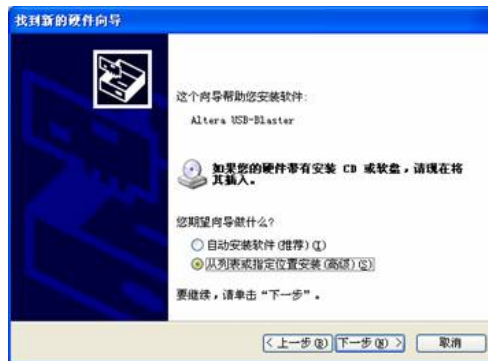 找到新的硬件向导
这个向导帮助您安装软件:
Altera USB-Blaster
如果您的硬件带有安装 CD 或软盘,请现在将
其插入。
您期望向导做什么?
自动安装软件(推荐)(I)
从列表或指定位置安装(高级)(S)
要继续,请单击“下一步”。
<上一步(B) 下一步(N)> 取消